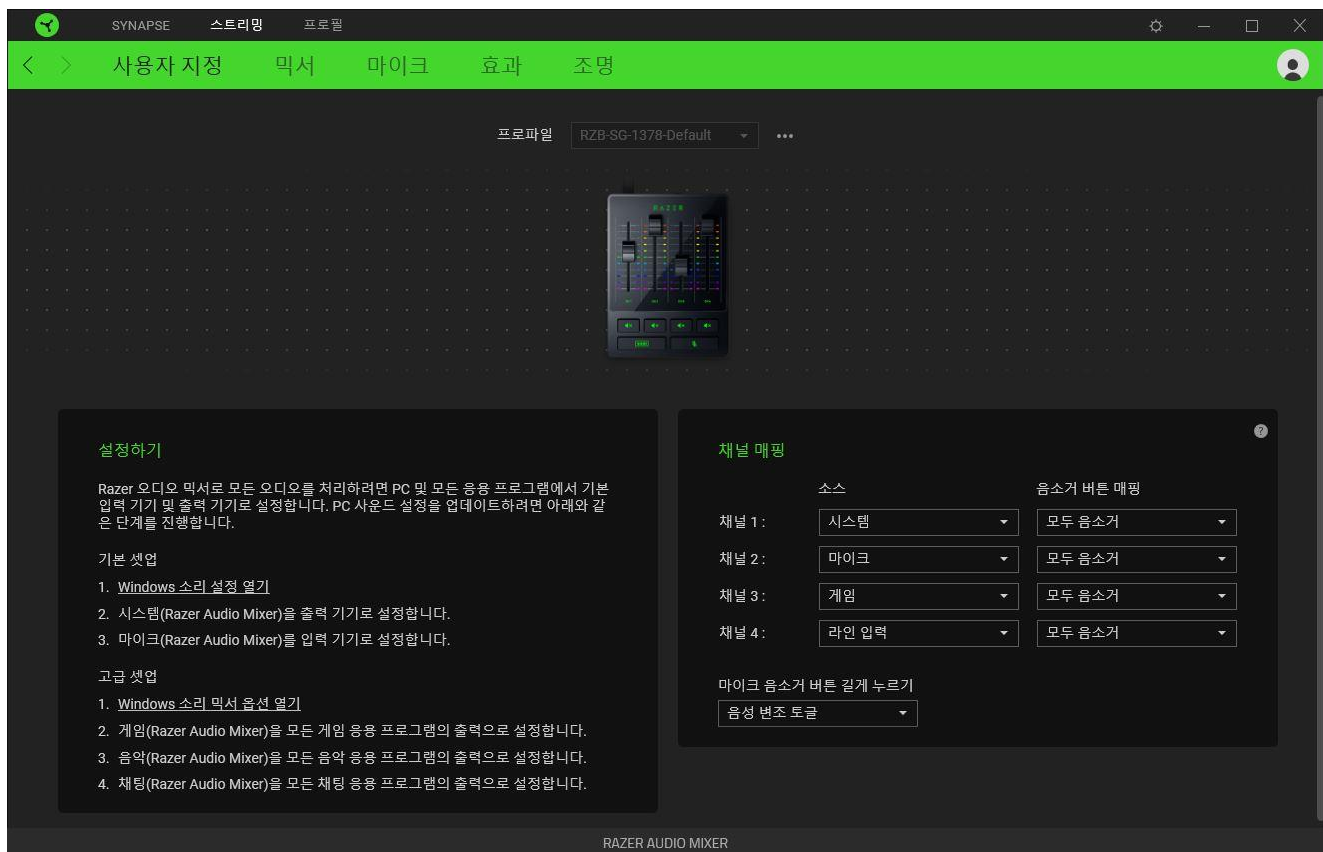 SYNAPSE 스트리밍 프로필
사용자 지정 믹서 마이크 효과 조명
프로파일 RZB-SG-1378-Default
RAZER
설정하기
Razer 오디오 믹서로 모든 오디오를 처리하려면 PC 및 모든 응용 프로그램에서 기본
입력 기기 및 출력 기기로 설정합니다. PC 사운드 설정을 업데이트하려면 아래와 같
은 단계를 진행합니다.
기본 셋업
1. Windows 소리 설정 열기
2. 시스템(Razer Audio Mixer)을 출력 기기로 설정합니다.
3. 마이크(Razer Audio Mixer)를 입력 기기로 설정합니다.
고급 셋업
1. Windows 소리 믹서 옵션 열기
2. 게임(Razer Audio Mixer)을 모든 게임 응용 프로그램의 출력으로 설정합니다.
3. 음악(Razer Audio Mixer)을 모든 음악 응용 프로그램의 출력으로 설정합니다.
4. 채팅(Razer Audio Mixer)을 모든 채팅 응용 프로그램의 출력으로 설정합니다.
채널 매핑
?
소스 음소거 버튼 매핑
채널 1 : 시스템 모두 음소거
채널 2 : 마이크 모두 음소거
채널 3 : 게임 모두 음소거
채널 4 : 라인 입력 모두 음소거
마이크 음소거 버튼 길게 누르기
음성 변조 토글
RAZER AUDIO MIXER